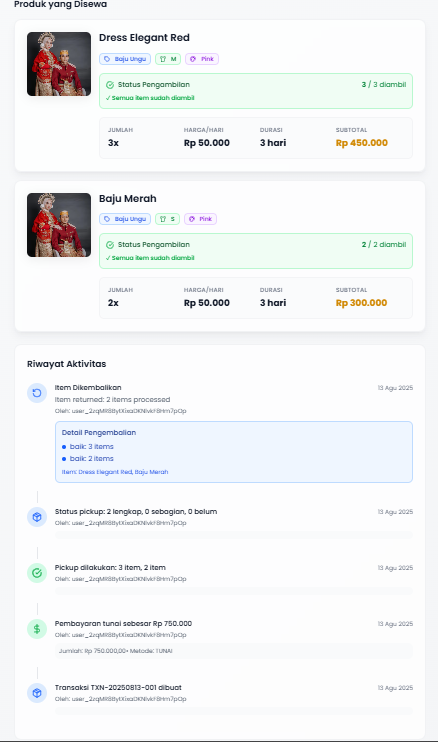 Produk yang Disewa
Dress Elegant Red
Baju Ungu M Pink
Status Pengambilan 3 / 3 diambil
✓ Semua item sudah diambil
JUMLAH HARGA/HARI DURASI SUBTOTAL
3x Rp 50.000 3 hari Rp 450.000
Baju Merah
Baju Ungu S Pink
Status Pengambilan 2 / 2 diambil
✓ Semua item sudah diambil
JUMLAH HARGA/HARI DURASI SUBTOTAL
2x Rp 50.000 3 hari Rp 300.000
Riwayat Aktivitas
Item Dikembalikan 13 Agu 2025
Item returned: 2 items processed
Oleh:
Detail Pengembalian
baik: 3 items
baik: 2 items
Item: Dress Elegant Red, Baju Merah
Status pickup: 2 lengkap, 0 sebagian, 0 belum 13 Agu 2025
Oleh:
Pickup dilakukan: 3 item, 2 item 13 Agu 2025
Oleh:
Pembayaran tunai sebesar Rp 750.000 13 Agu 2025
Oleh:
Jumlah: Rp 750.000,00• Metode: TUNAI
Transaksi TXN-20250813-001 dibuat 13 Agu 2025
Oleh: